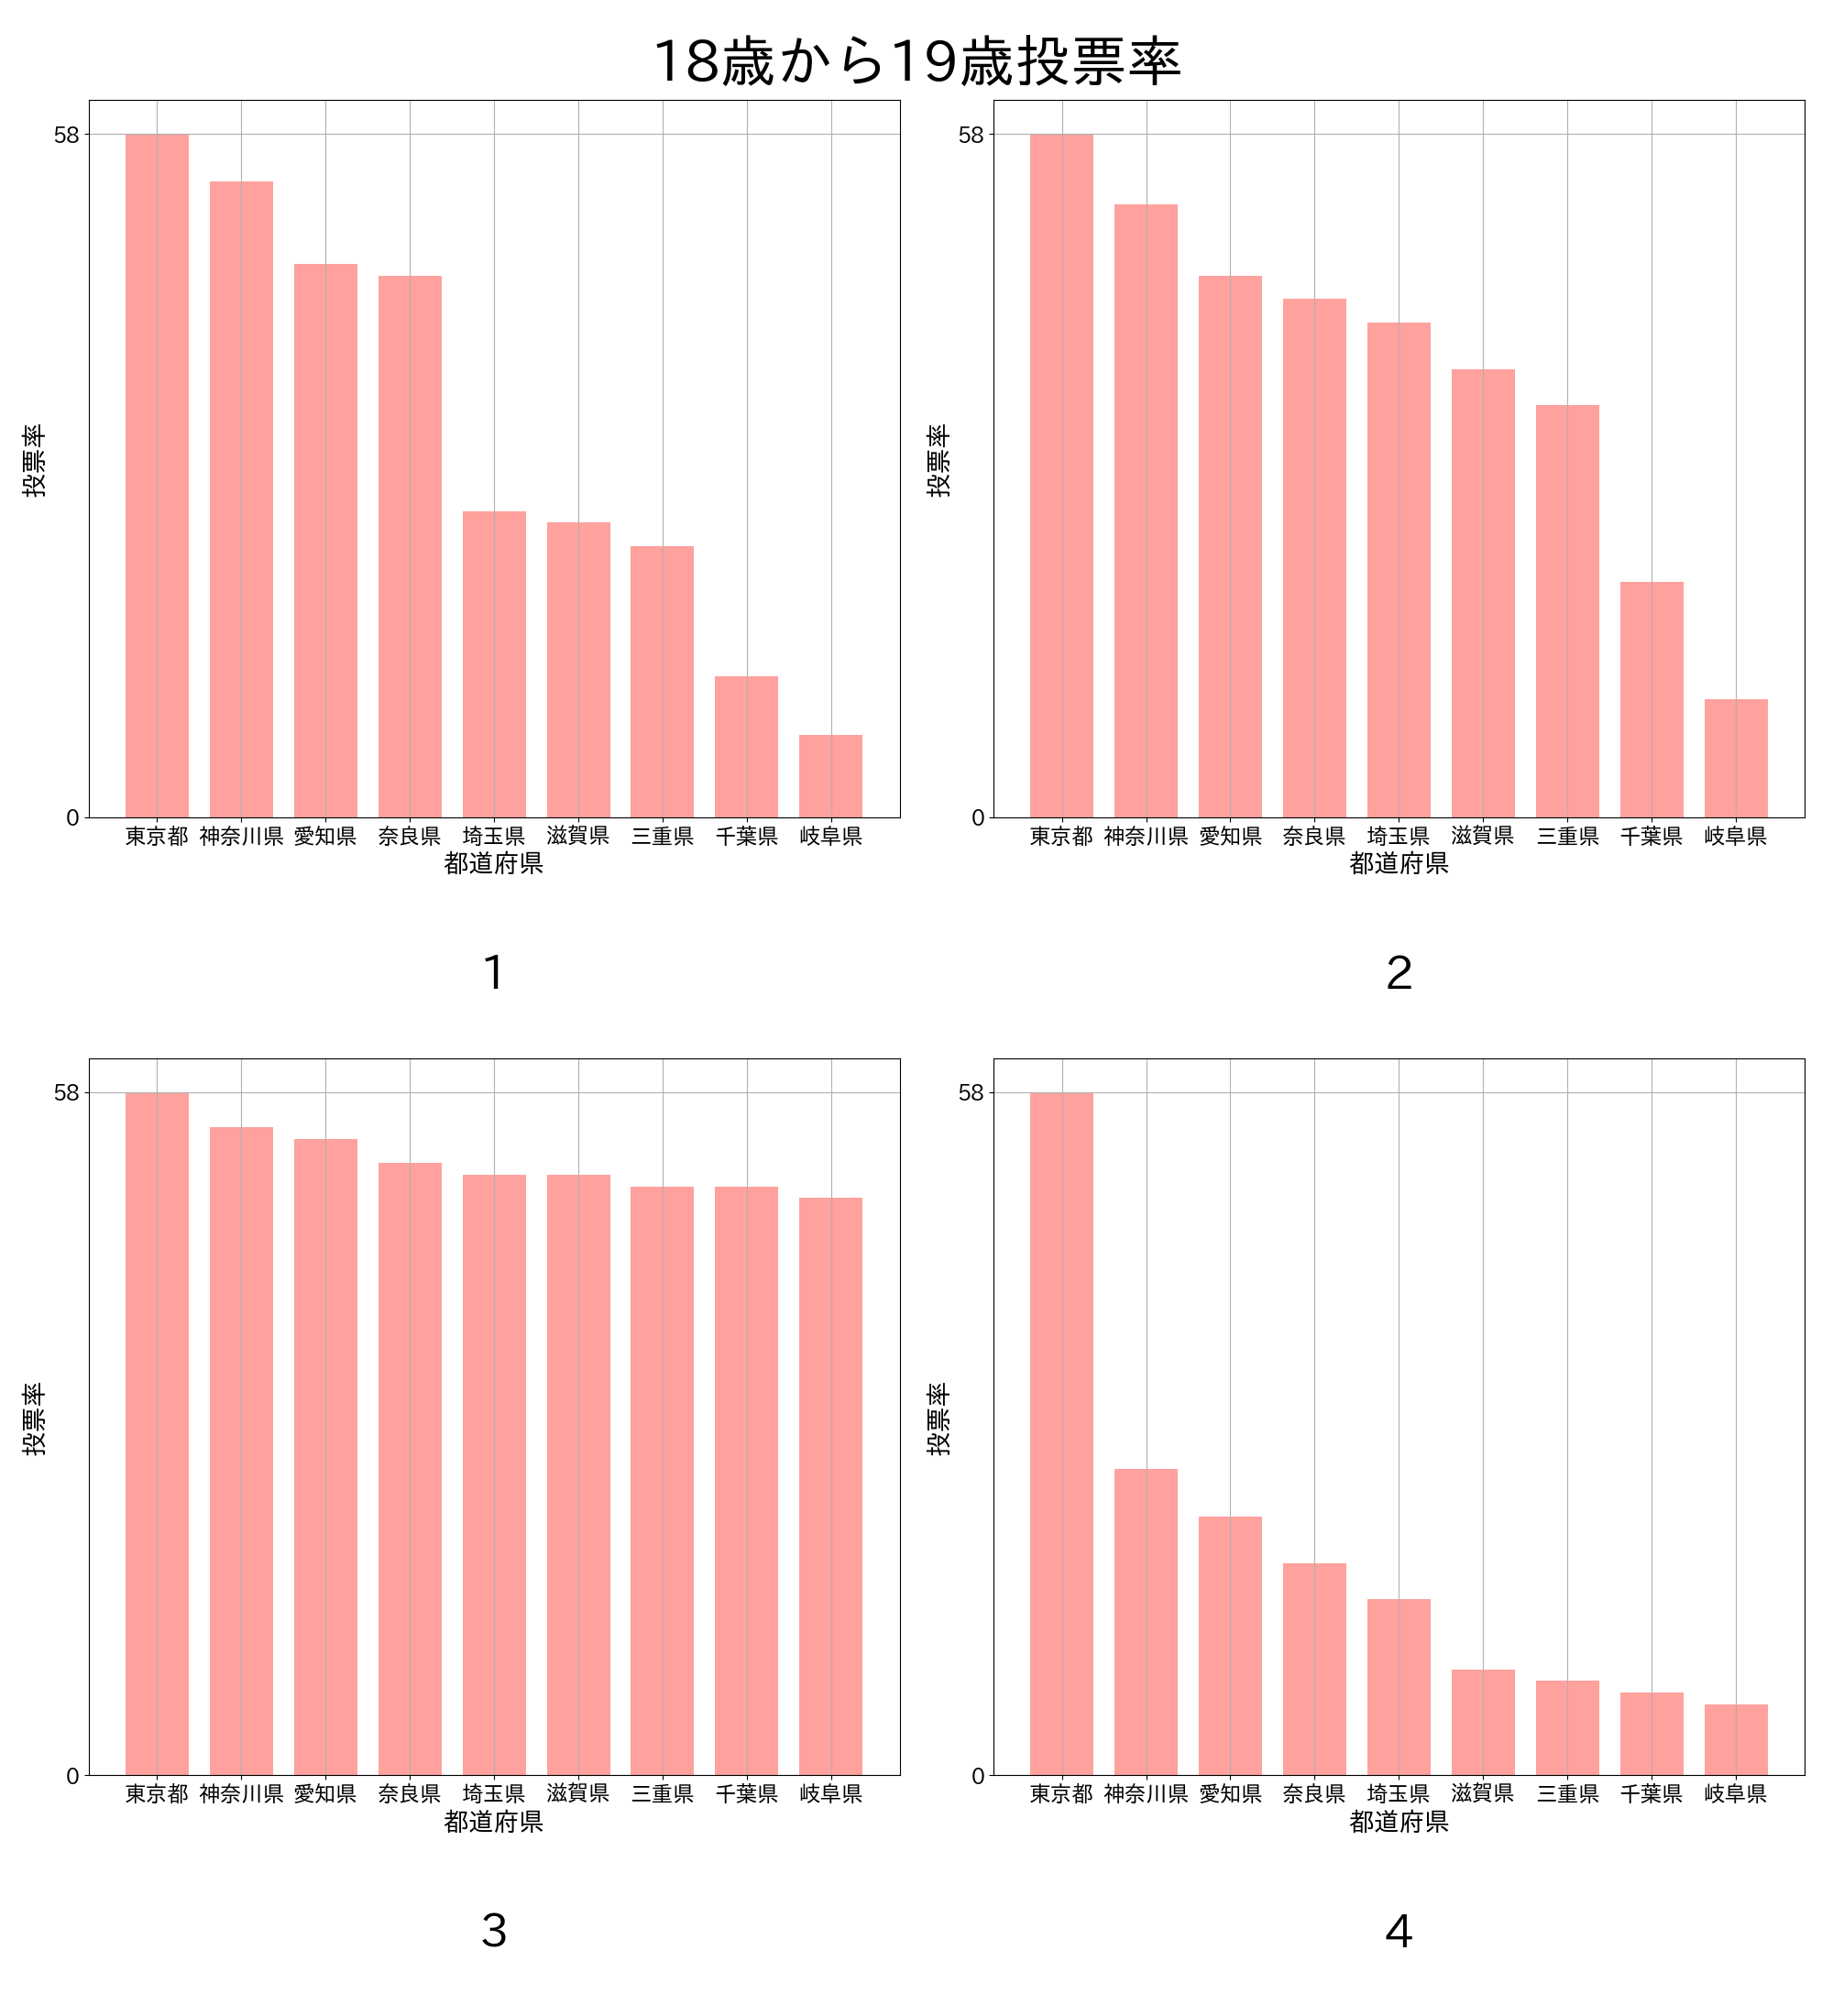 18歳から19歳投票率
58
0
投票率
東京都 神奈川県 愛知県 奈良県 埼玉県 滋賀県 三重県 千葉県 岐阜県
都道府県
1
58
0
投票率
東京都 神奈川県 愛知県 奈良県 埼玉県 滋賀県 三重県 千葉県 岐阜県
都道府県
2
58
0
投票率
東京都 神奈川県 愛知県 奈良県 埼玉県 滋賀県 三重県 千葉県 岐阜県
都道府県
3
58
0
投票率
東京都 神奈川県 愛知県 奈良県 埼玉県 滋賀県 三重県 千葉県 岐阜県
都道府県
4